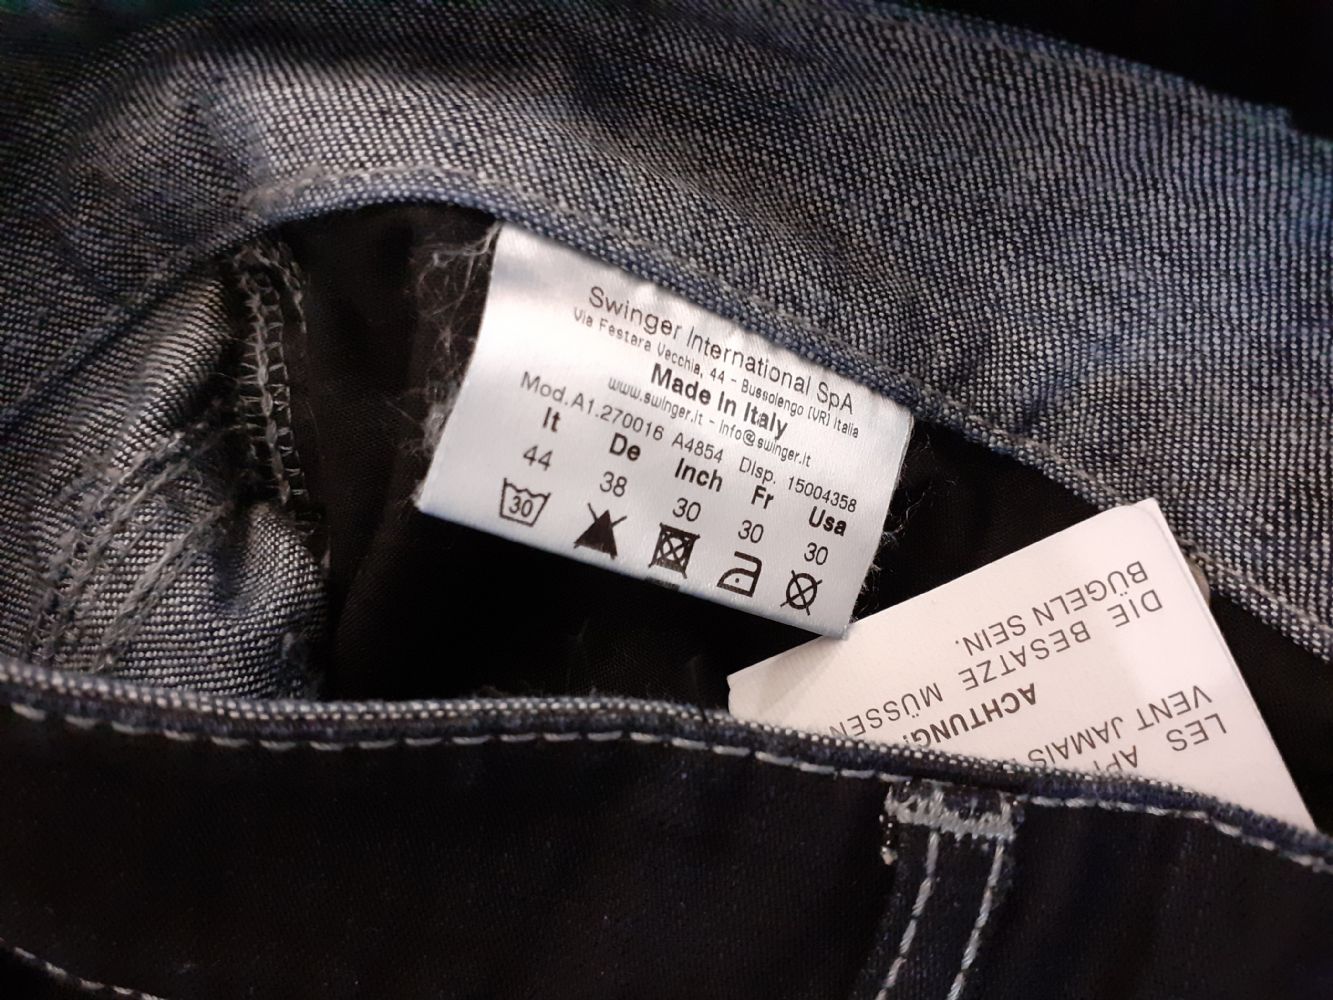 Swinger International SpA
Via Festara Vecchia, 44 - Bussolengo (VR) Italia
Made in Italy
www.swinger.it - info@swinger.it
Mod. A1.270016 A4854 Disp. 15004358
It De Inch Fr Usa
44 38 30 30 30
30
LES
VENT JAMAIS
ACHTUNG:
DIE BESATZE MÜSSEN
BÜGELN SEIN.